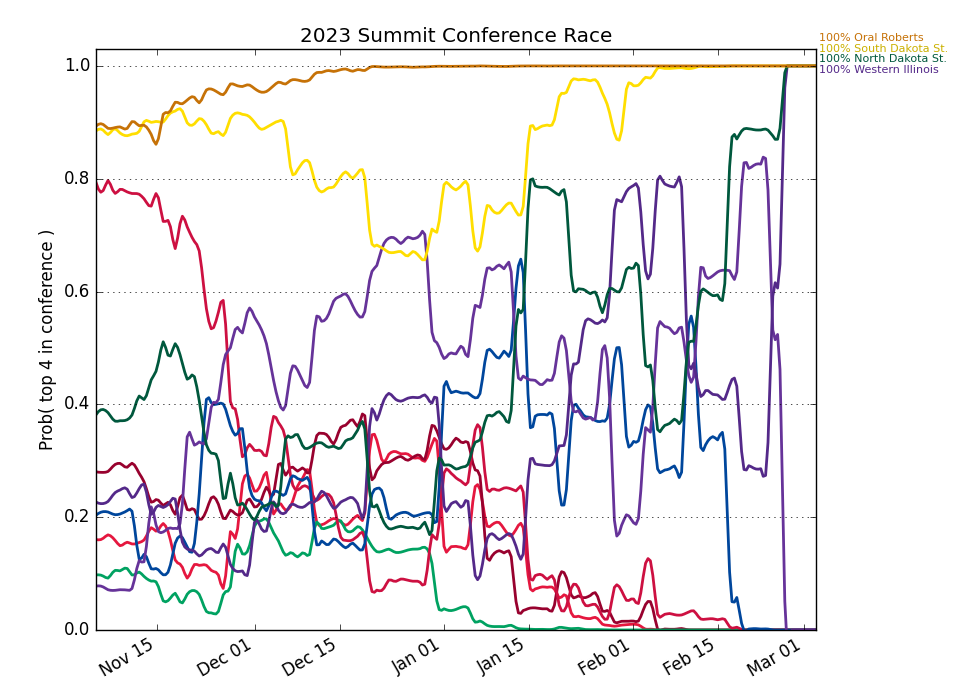 2023 Summit Conference Race
100% Oral Roberts
100% South Dakota St.
100% North Dakota St.
100% Western Illinois
Prob( top 4 in conference )
1.0
0.8
0.6
0.4
0.2
0.0
Nov 15
Dec 01
Dec 15
Jan 01
Jan 15
Feb 01
Feb 15
Mar 01